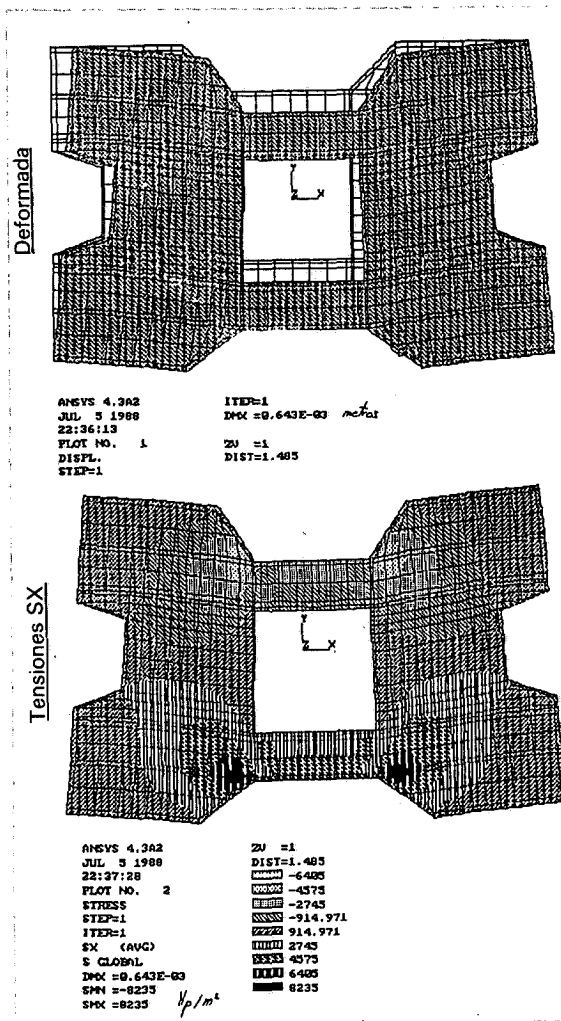 Deformada
Y
Z X
ANSYS 4.3A2
JUL 5 1988
22:36:13
PLOT NO. 1
DISPL.
STEP=1
ITER=1
DMX =0.643E-03 metros
ZV =1
DIST=1.485
Tensiones SX
Y
Z X
ANSYS 4.3A2
JUL 5 1988
22:37:28
PLOT NO. 2
STRESS
STEP=1
ITER=1
SX (AVG)
S GLOBAL
DMX =0.643E-03
SMN =-8235
SMX =8235
ZV =1
DIST=1.485
-6405
-4575
-2745
-914.971
914.971
2745
4575
6405
8235